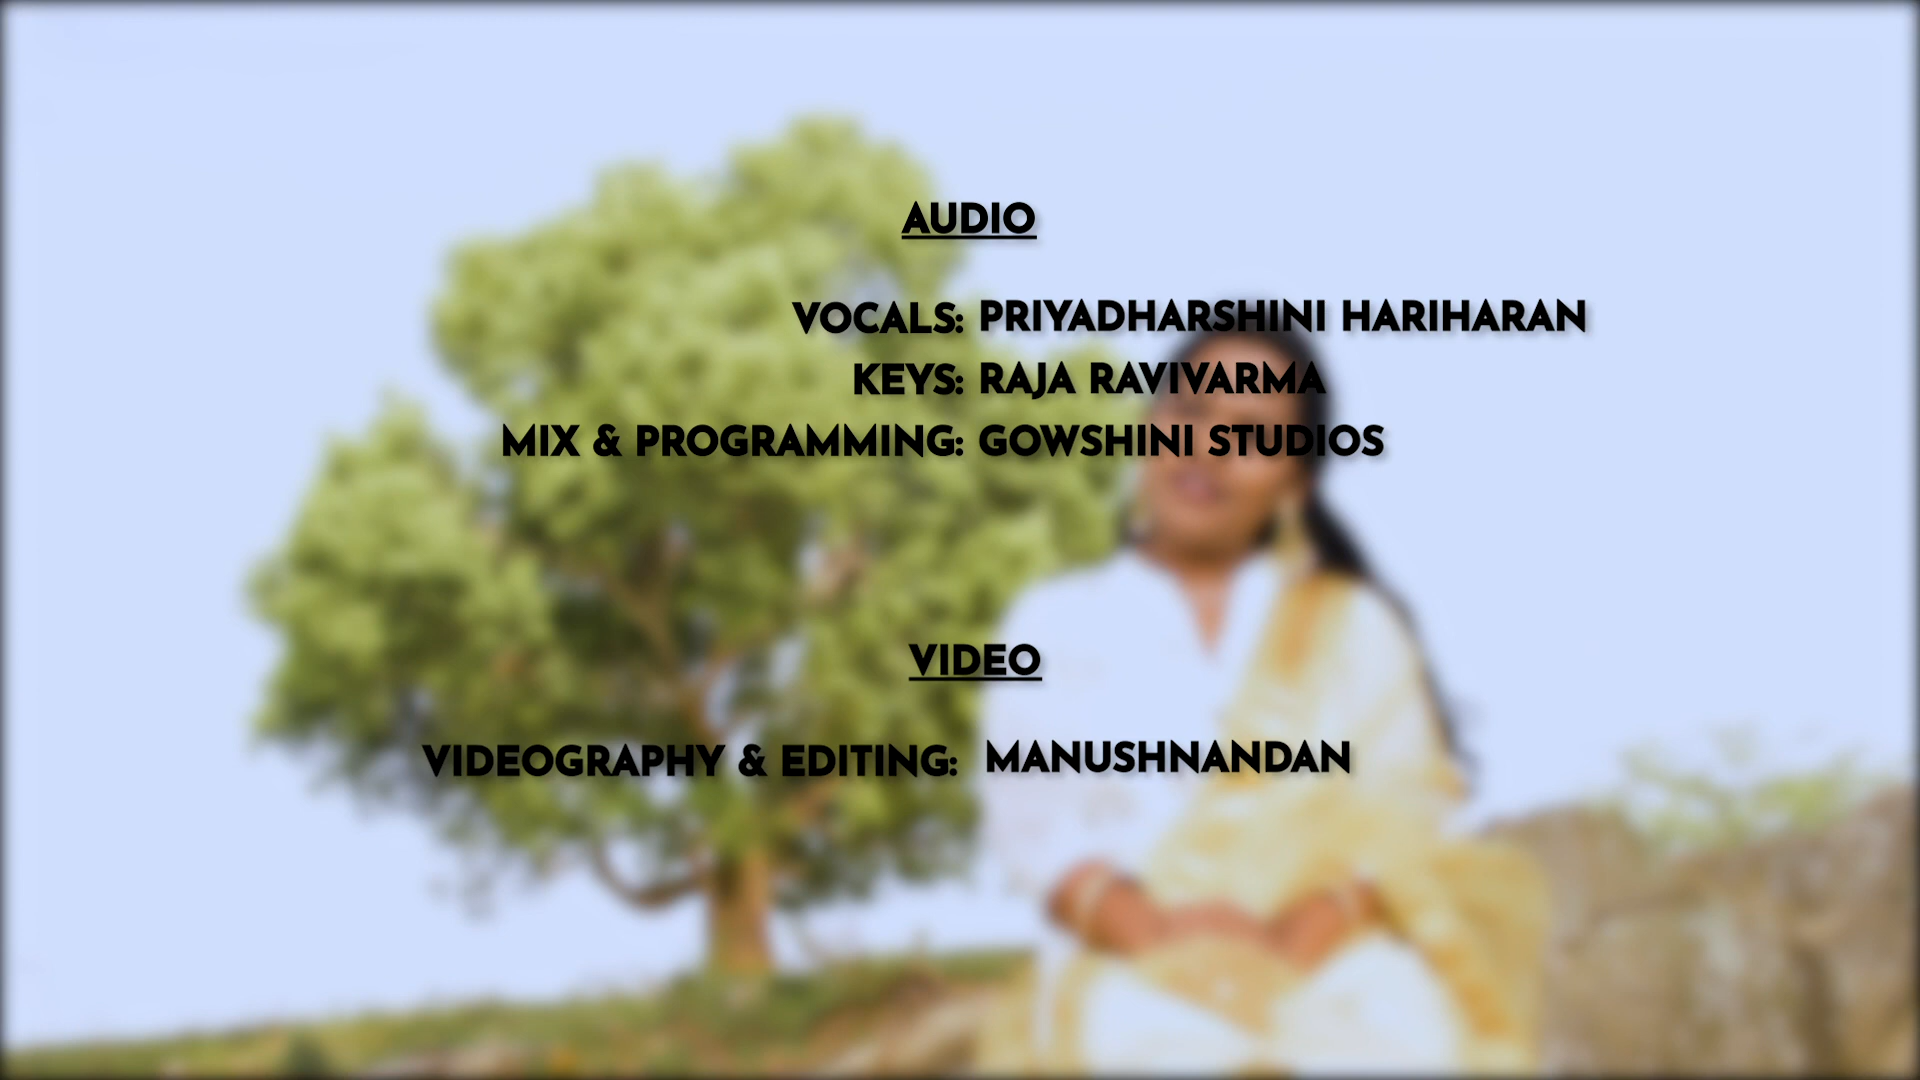 AUDIO
VOCALS: PRIYADHARSHINI HARIHARAN
KEYS: RAJA RAVIVARMA
MIX & PROGRAMMING: GOWSHINI STUDIOS
VIDEO
VIDEOGRAPHY & EDITING: MANUSHNANDAN